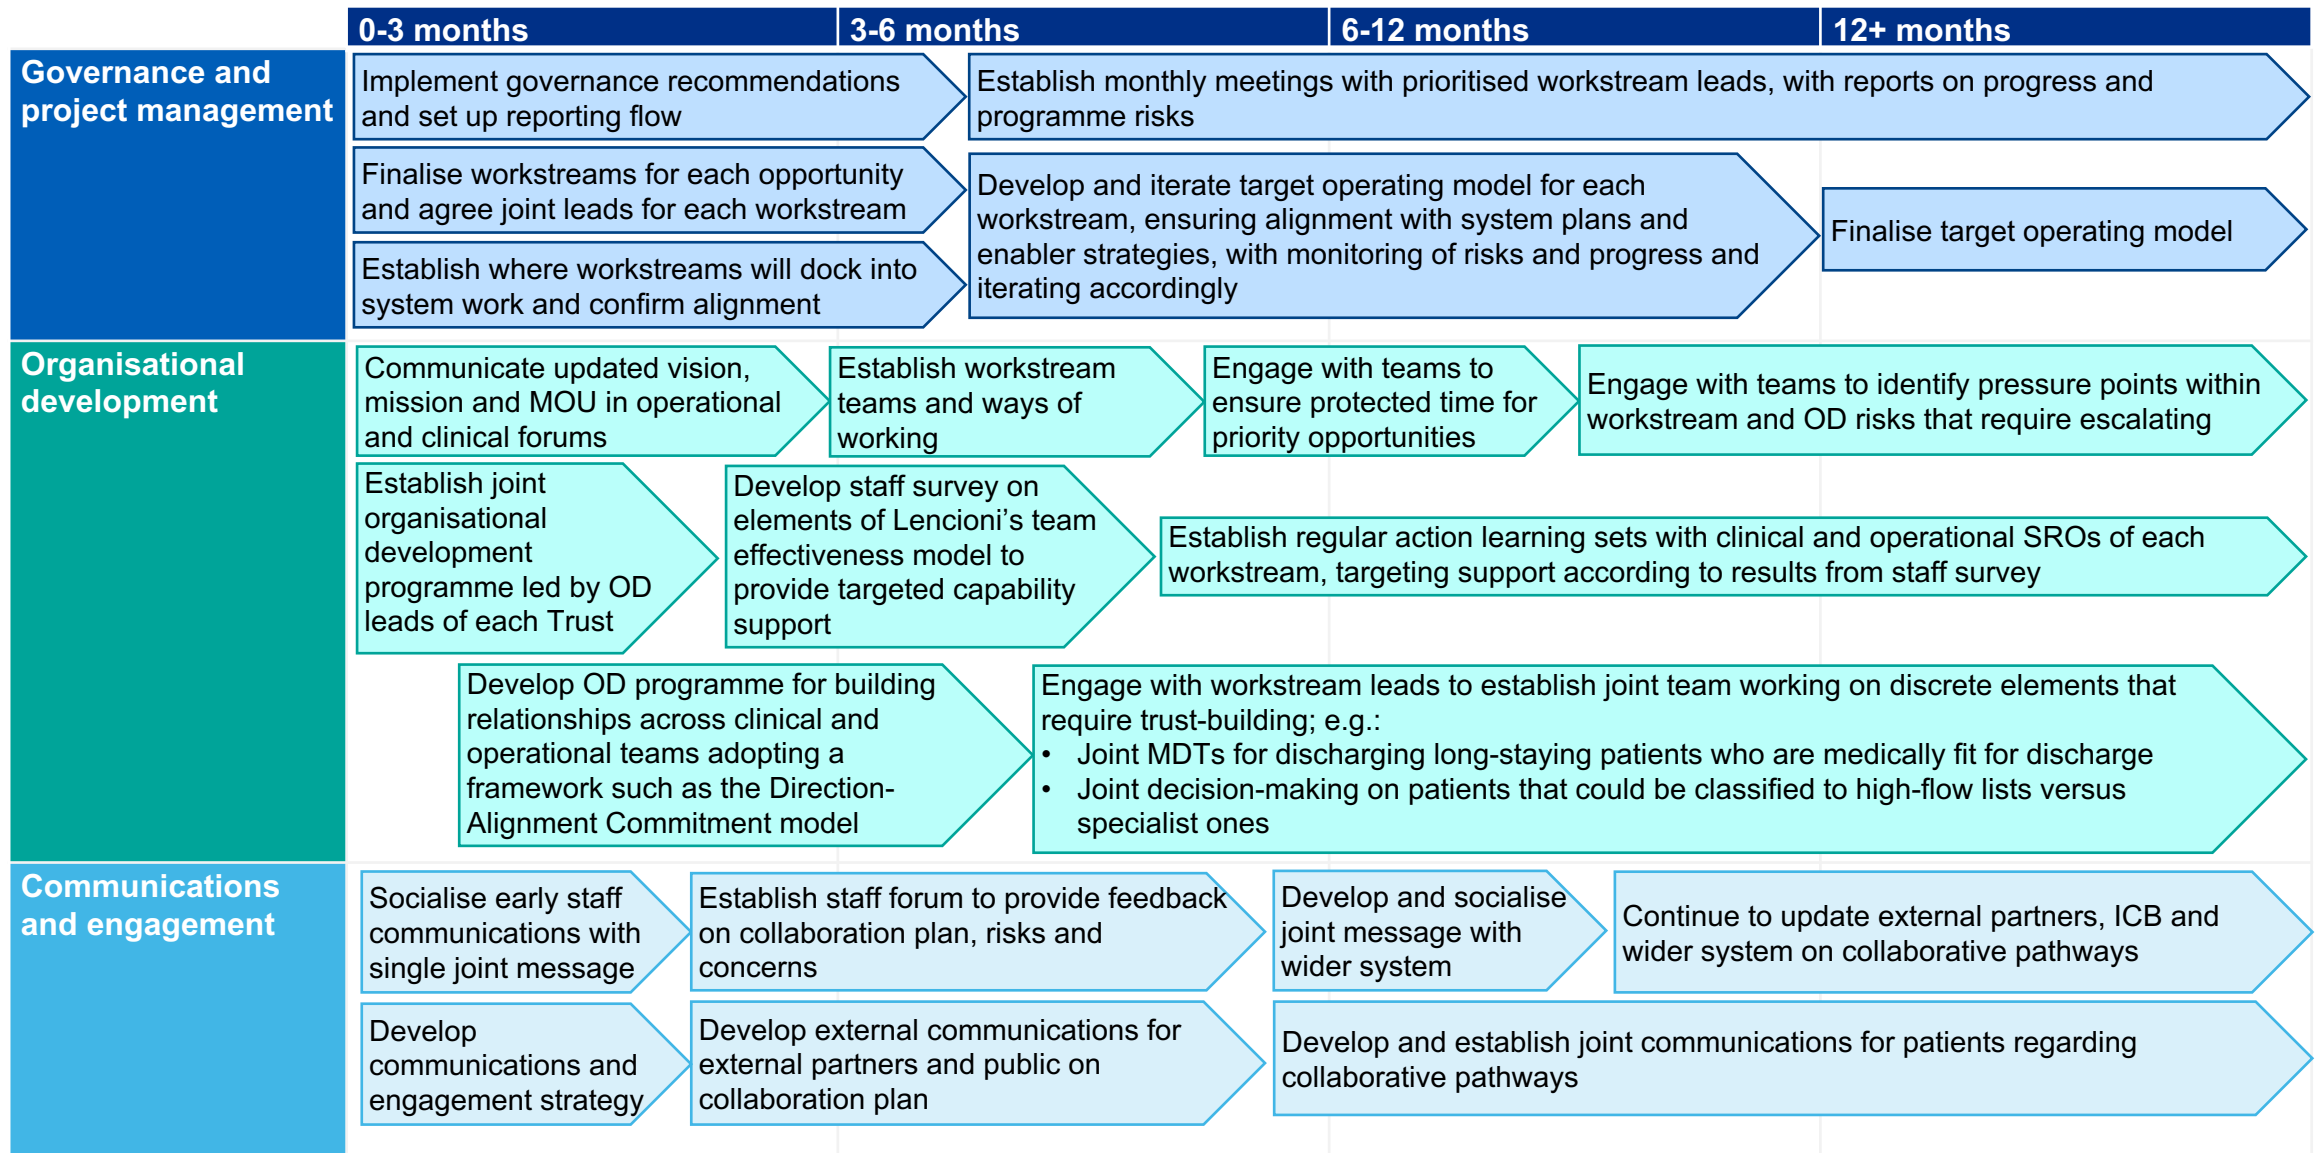 0-3 months
3-6 months
6-12 months
12+ months
Governance and
project management
Implement governance recommendations
and set up reporting flow
Establish monthly meetings with prioritised workstream leads, with reports on progress and
programme risks
Finalise workstreams for each opportunity
and agree joint leads for each workstream
Establish where workstreams will dock into
system work and confirm alignment
Develop and iterate target operating model for each
workstream, ensuring alignment with system plans and
enabler strategies, with monitoring of risks and progress and
iterating accordingly
Finalise target operating model
Organisational
development
Communicate updated vision,
mission and MOU in operational
and clinical forums
Establish workstream
teams and ways of
working
Engage with teams to
ensure protected time for
priority opportunities
Engage with teams to identify pressure points within
workstream and OD risks that require escalating
Establish joint
organisational
development
programme led by OD
leads of each Trust
Develop staff survey on
elements of Lencioni’s team
effectiveness model to
provide targeted capability
support
Establish regular action learning sets with clinical and operational SROs of each
workstream, targeting support according to results from staff survey
Develop OD programme for building
relationships across clinical and
operational teams adopting a
framework such as the Direction-
Alignment Commitment model
Engage with workstream leads to establish joint team working on discrete elements that
require trust-building; e.g.:
• Joint MDTs for discharging long-staying patients who are medically fit for discharge
• Joint decision-making on patients that could be classified to high-flow lists versus
specialist ones
Communications
and engagement
Socialise early staff
communications with
single joint message
Establish staff forum to provide feedback
on collaboration plan, risks and
concerns
Develop and socialise
joint message with
wider system
Continue to update external partners, ICB and
wider system on collaborative pathways
Develop
communications and
engagement strategy
Develop external communications for
external partners and public on
collaboration plan
Develop and establish joint communications for patients regarding
collaborative pathways